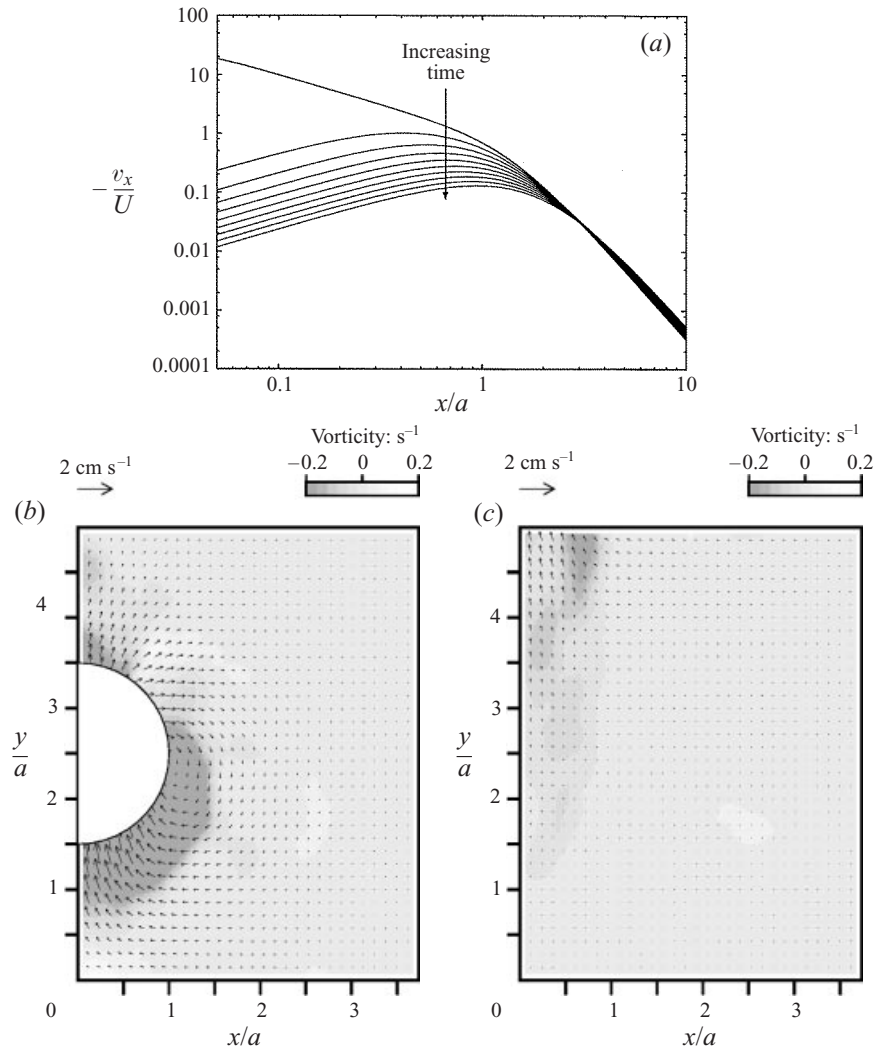 100
(a)
Increasing
time
10
1
− v_x/U
0.1
0.01
0.001
0.0001
0.1
1
10
x/a
2 cm s⁻¹
Vorticity: s⁻¹
−0.2 0 0.2
(b)
4
3
y/a
2
1
0
1
2
3
x/a
2 cm s⁻¹
Vorticity: s⁻¹
−0.2 0 0.2
(c)
4
3
y/a
2
1
0
1
2
3
x/a